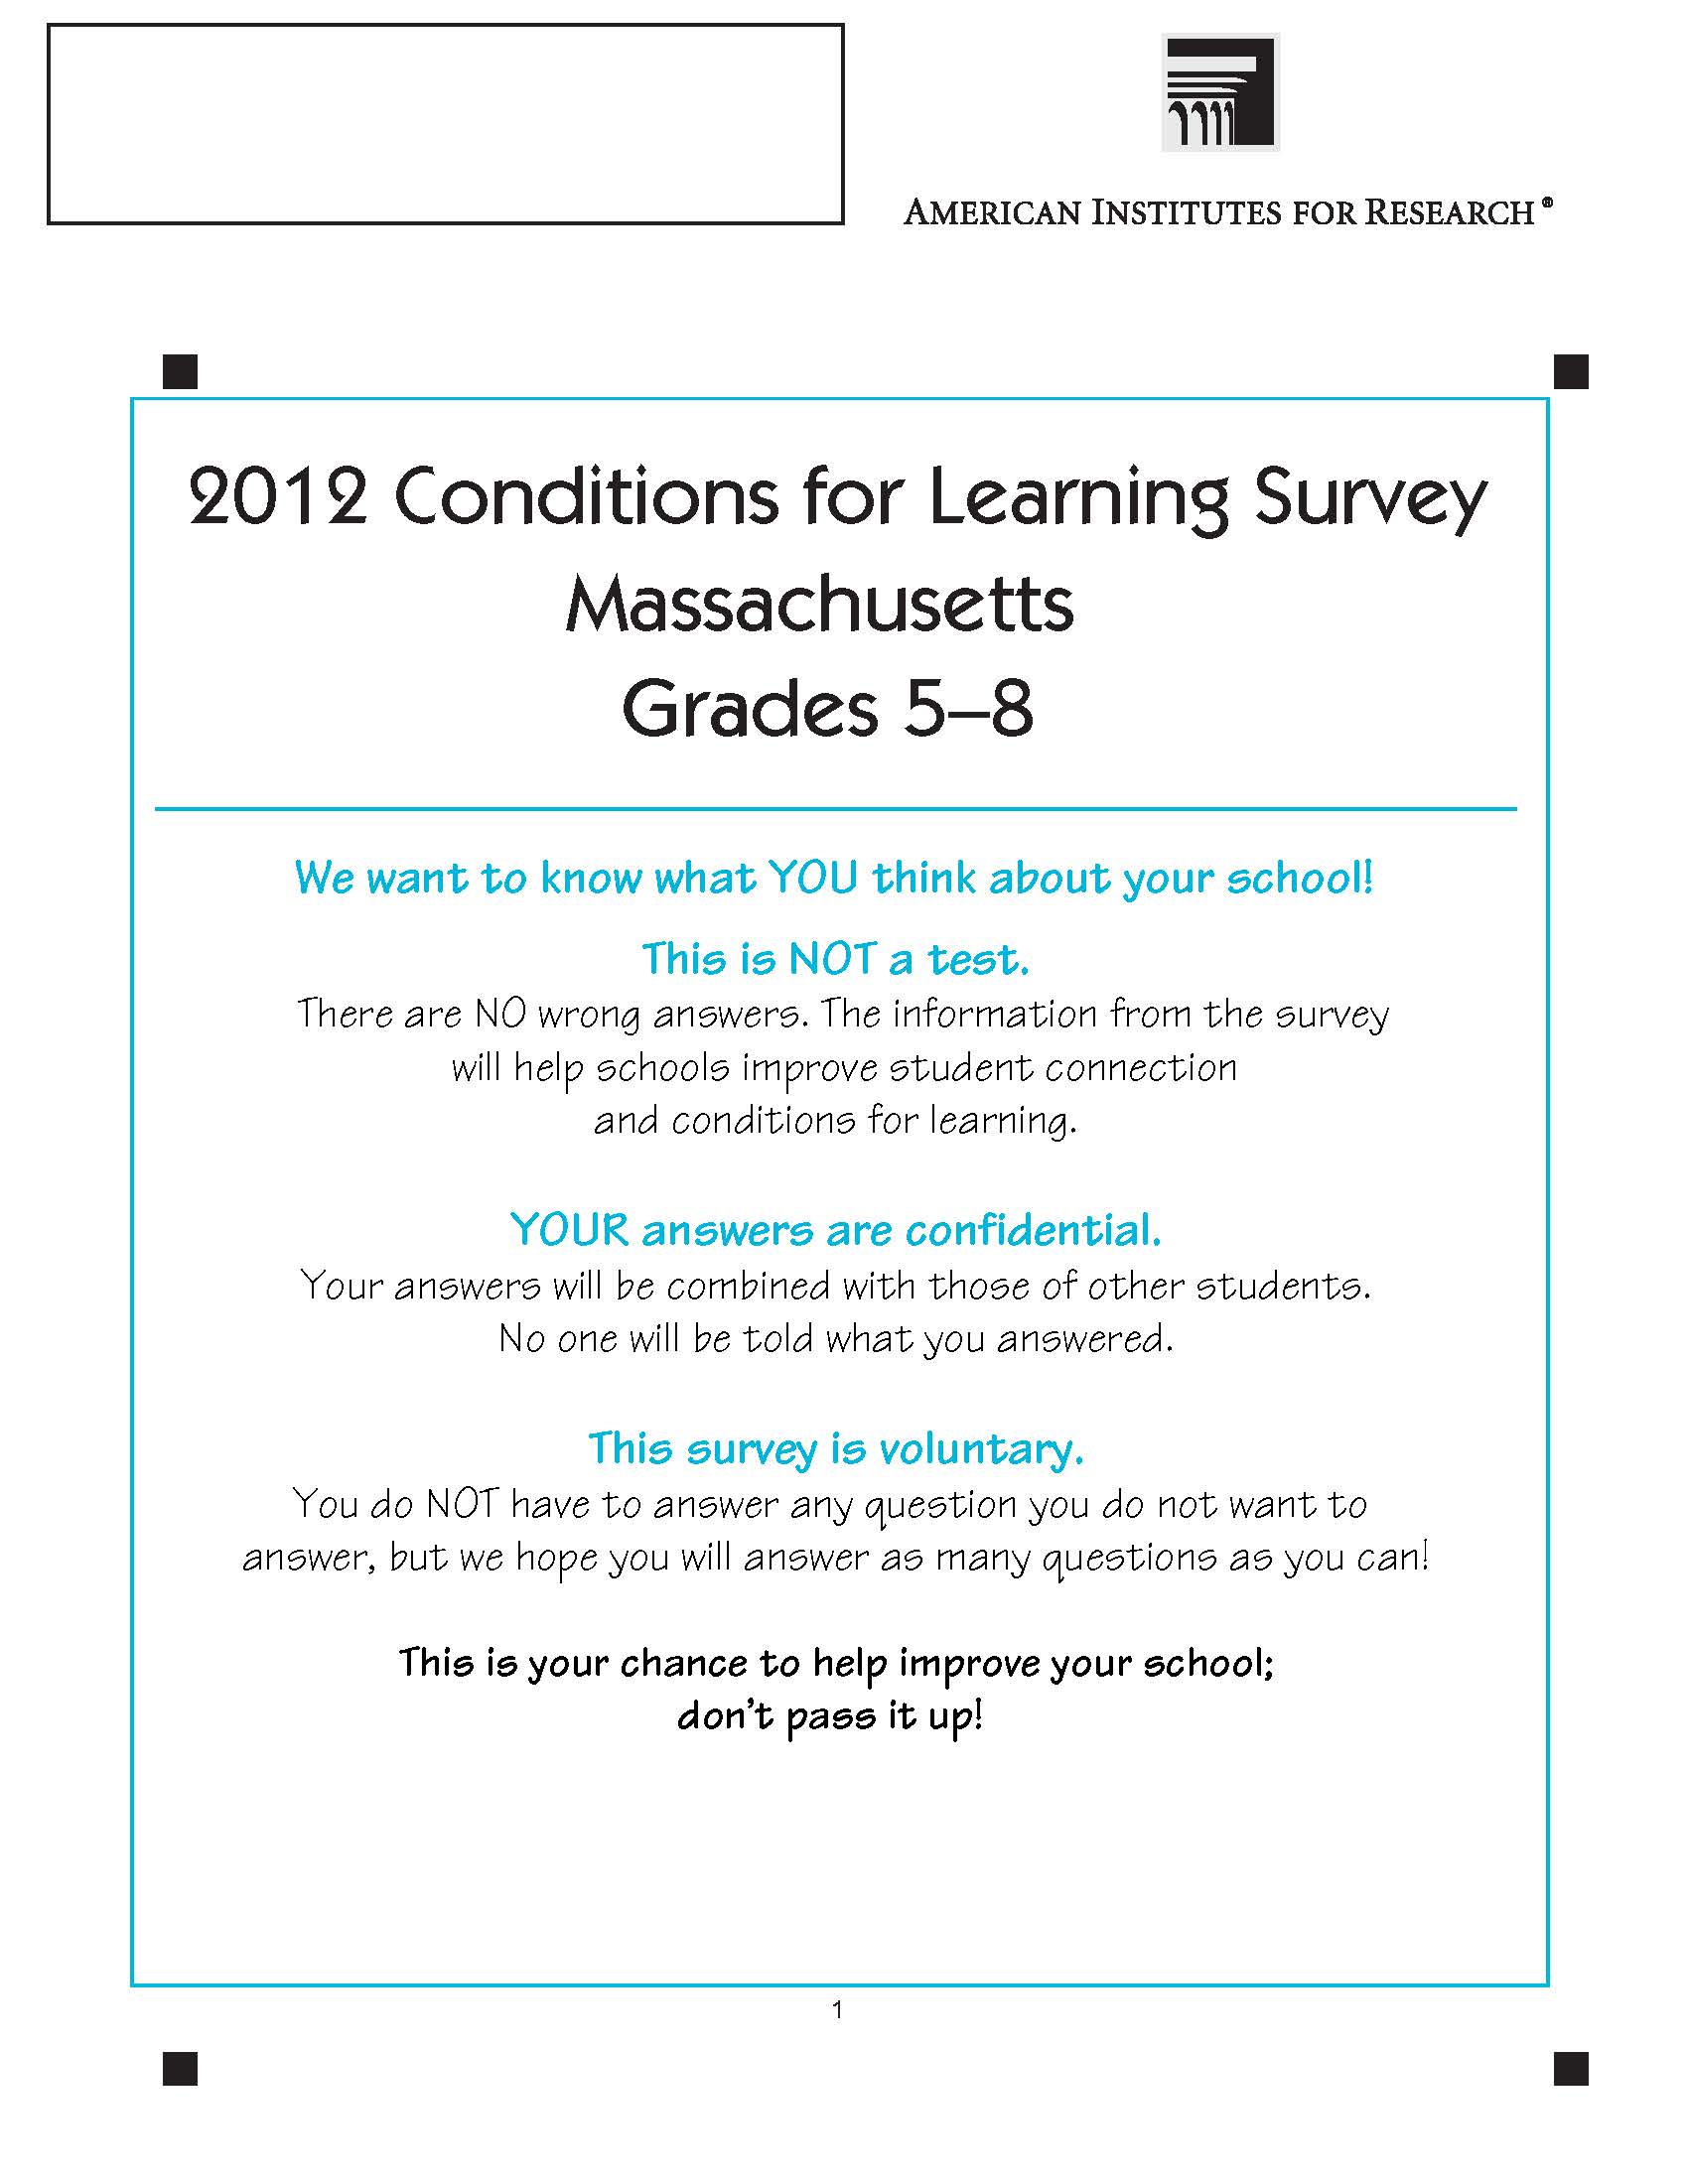 AMERICAN INSTITUTES FOR RESEARCH®
2012 Conditions for Learning Survey
Massachusetts
Grades 5–8
We want to know what YOU think about your school!
This is NOT a test.
There are NO wrong answers. The information from the survey
will help schools improve student connection
and conditions for learning.
YOUR answers are confidential.
Your answers will be combined with those of other students.
No one will be told what you answered.
This survey is voluntary.
You do NOT have to answer any question you do not want to
answer, but we hope you will answer as many questions as you can!
This is your chance to help improve your school;
don't pass it up!
1